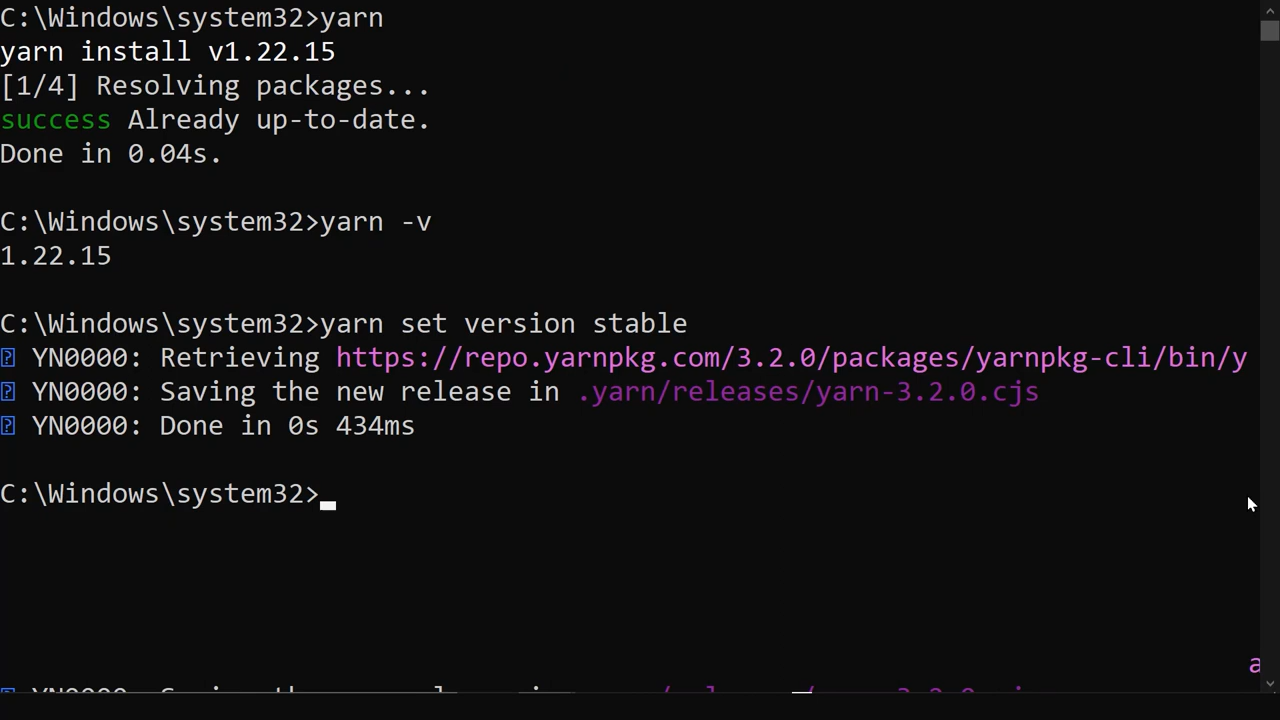 C:\Windows\system32>yarn
yarn install v1.22.15
[1/4] Resolving packages...
success Already up-to-date.
Done in 0.04s.
C:\Windows\system32>yarn -v
1.22.15
C:\Windows\system32>yarn set version stable
YN0000: Retrieving https://repo.yarnpkg.com/3.2.0/packages/yarnpkg-cli/bin/y
YN0000: Saving the new release in .yarn/releases/yarn-3.2.0.cjs
YN0000: Done in 0s 434ms
C:\Windows\system32>
a